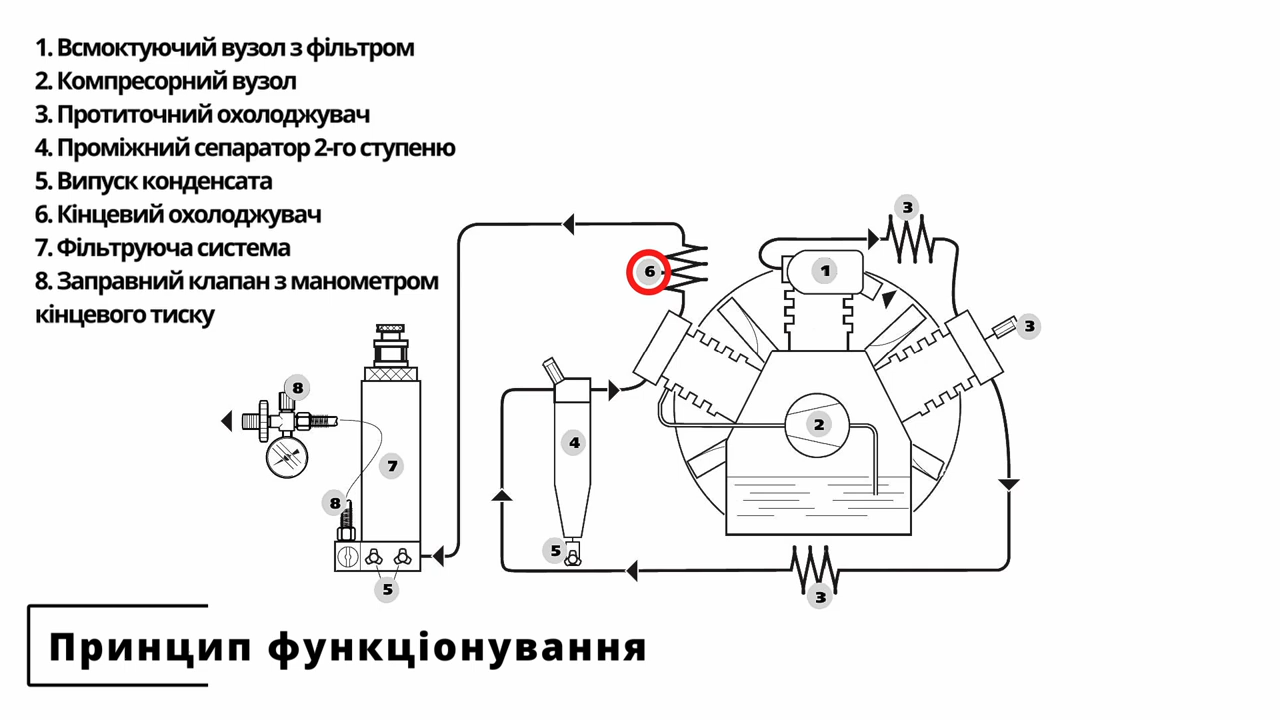 1. Всмоктуючий вузол з фільтром
2. Компресорний вузол
3. Протиточний охолоджувач
4. Проміжний сепаратор 2-го ступеню
5. Випуск конденсата
6. Кінцевий охолоджувач
7. Фільтруюча система
8. Заправний клапан з манометром
кінцевого тиску
3
6
1
3
8
2
4
7
8
5
5
3
Принцип функціонування